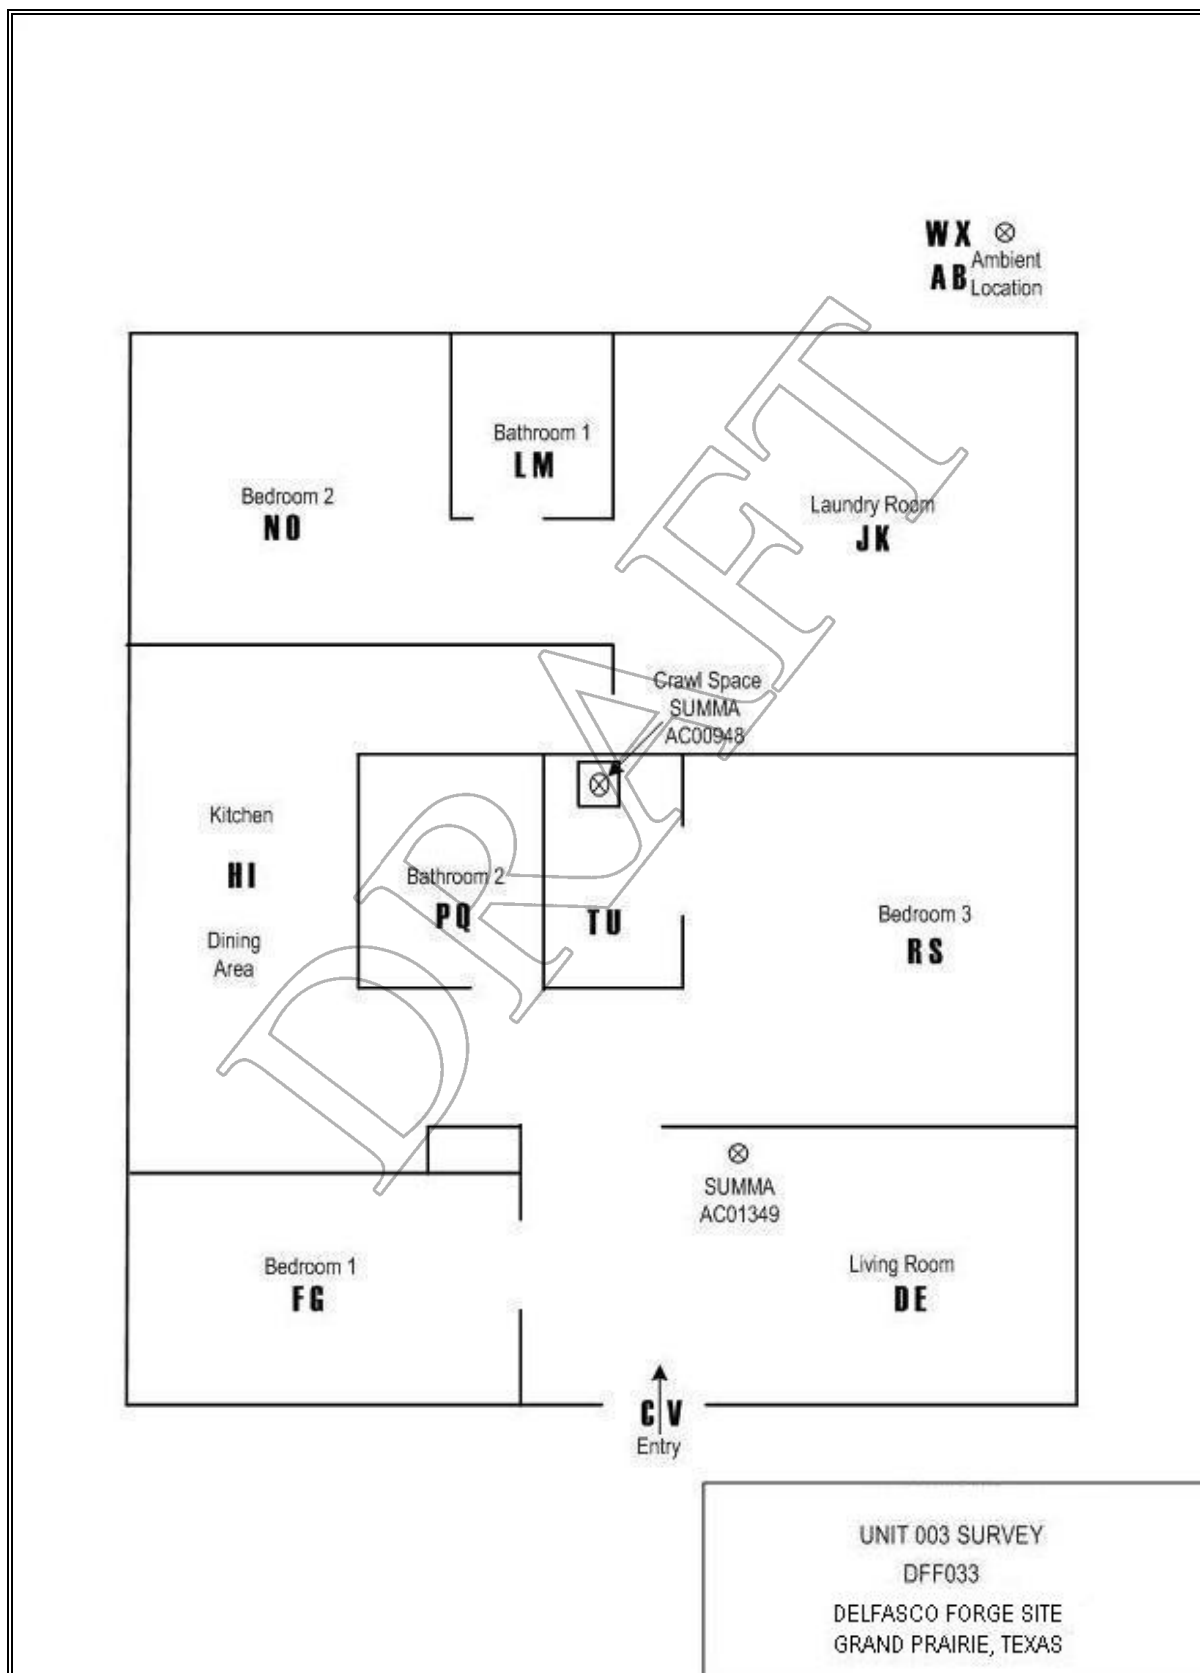 W X
Ambient
A B
Location
Bathroom 1
L M
Bedroom 2
N O
Laundry Room
J K
Crawl Space
SUMMA
AC00948
Kitchen
H I
Dining
Area
Bathroom 2
P Q
T U
Bedroom 3
R S
SUMMA
AC01349
Bedroom 1
F G
Living Room
D E
C V
Entry
DRAFT
UNIT 003 SURVEY
DFF033
DELFASCO FORGE SITE
GRAND PRAIRIE, TEXAS